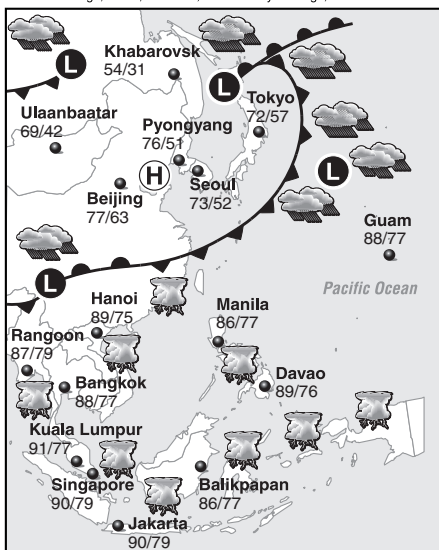 Khabarovsk
54/31
L
L
Ulaanbaatar
69/42
Tokyo
72/57
Pyongyang
76/51
H
L
Seoul
73/52
Beijing
77/63
Guam
88/77
L
Pacific Ocean
Hanoi
89/75
Manila
86/77
Rangoon
87/79
Bangkok
88/77
Davao
89/76
Kuala Lumpur
91/77
Singapore
90/79
Balikpapan
86/77
Jakarta
90/79